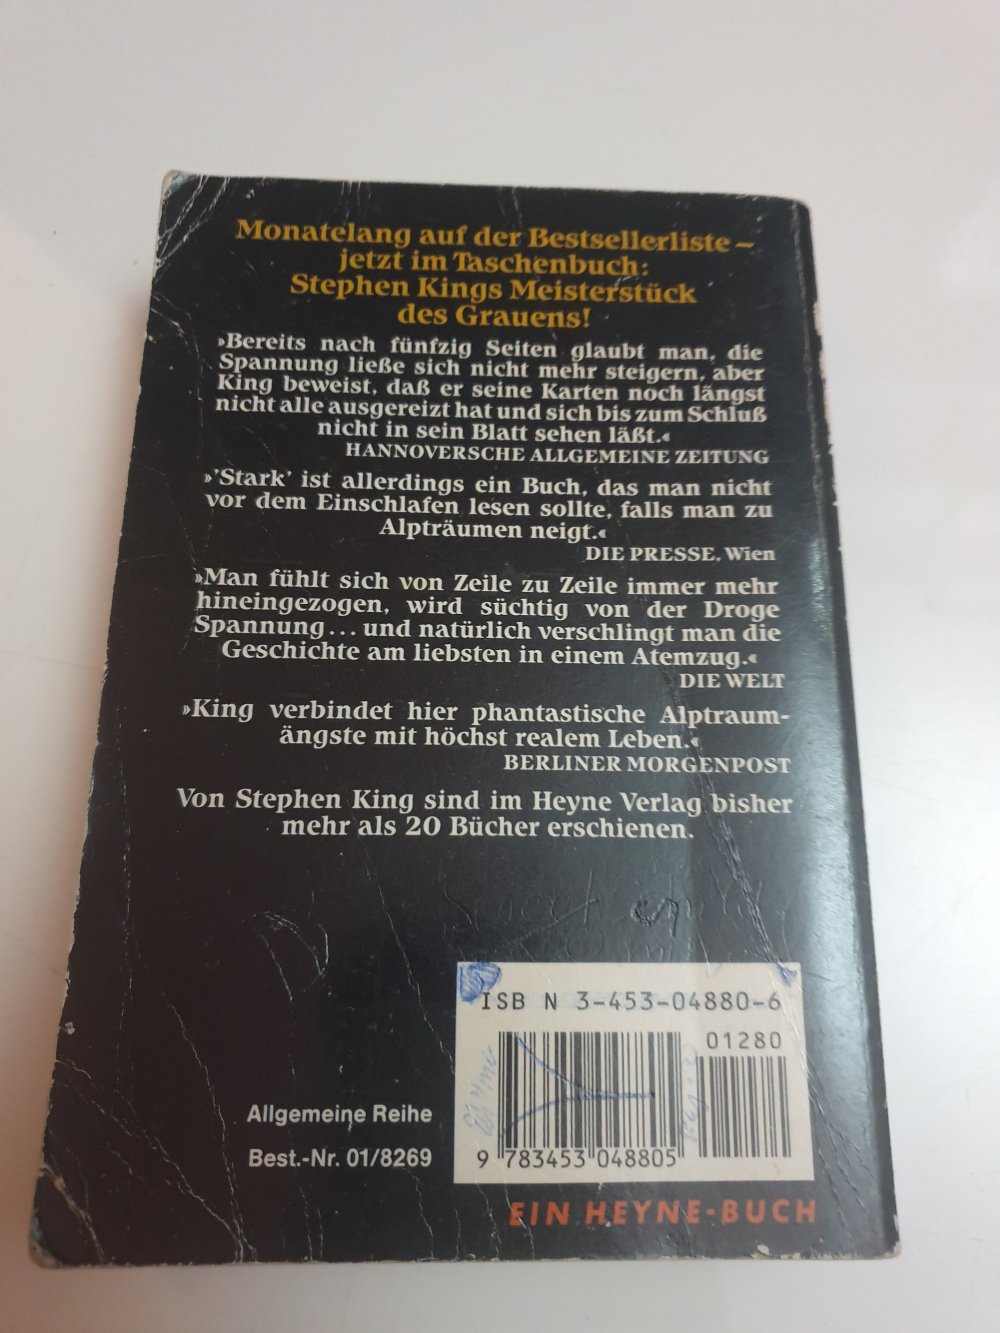 Monatelang auf der Bestsellerliste –
jetzt im Taschenbuch:
Stephen Kings Meisterstück
des Grauens!
»Bereits nach fünfzig Seiten glaubt man, die
Spannung ließe sich nicht mehr steigern, aber
King beweist, daß er seine Karten noch längst
nicht alle ausgereizt hat und sich bis zum Schluß
nicht in sein Blatt sehen läßt.«
HANNOVERSCHE ALLGEMEINE ZEITUNG
»'Stark' ist allerdings ein Buch, das man nicht
vor dem Einschlafen lesen sollte, falls man zu
Alpträumen neigt.«
DIE PRESSE, Wien
»Man fühlt sich von Zeile zu Zeile immer mehr
hineingezogen, wird süchtig von der Droge
Spannung ... und natürlich verschlingt man die
Geschichte am liebsten in einem Atemzug.«
DIE WELT
»King verbindet hier phantastische Alptraum-
ängste mit höchst realem Leben.«
BERLINER MORGENPOST
Von Stephen King sind im Heyne Verlag bisher
mehr als 20 Bücher erschienen.
ISBN 3-453-04880-6
01280
9 783453 048805
Allgemeine Reihe
Best.-Nr. 01/8269
EIN HEYNE-BUCH